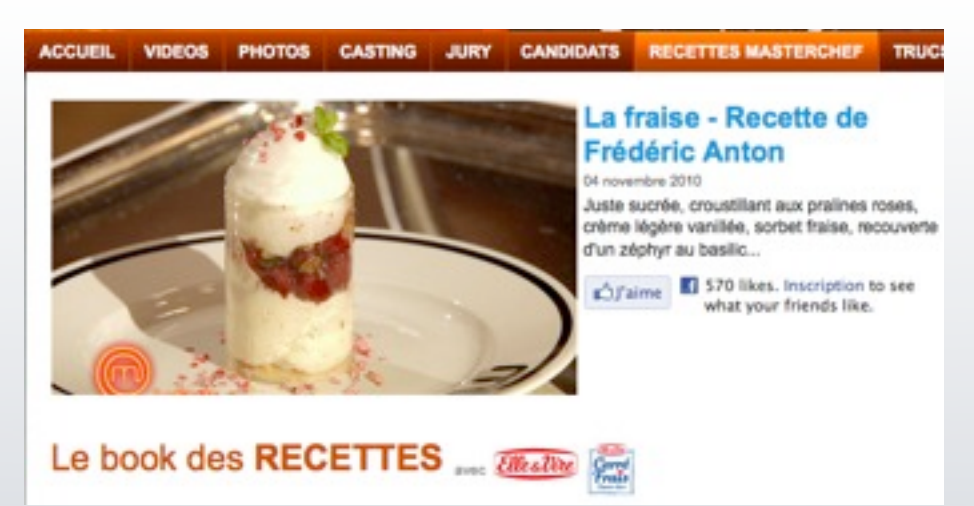 ACCUEIL VIDEOS PHOTOS CASTING JURY CANDIDATS RECETTES MASTERCHEF TRUCS
La fraise - Recette de
Frédéric Anton
04 novembre 2010
Juste sucrée, croustillant aux pralines roses,
crème légère vanillée, sorbet fraise, recouverte
d'un zéphyr au basilic...
J'aime
570 likes. Inscription to see
what your friends like.
Le book des RECETTES avec Elle & Vire Carré Frais